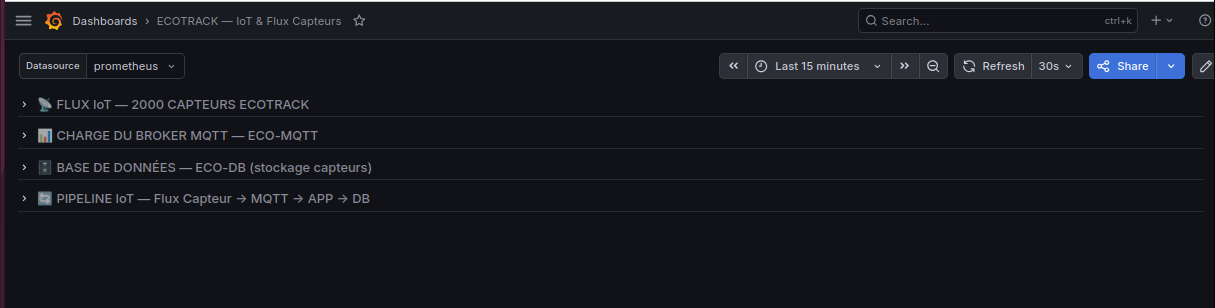 Dashboards › ECOTRACK — IoT & Flux Capteurs Search... ctrl+k
Datasource prometheus Last 15 minutes Refresh 30s Share
FLUX IoT — 2000 CAPTEURS ECOTRACK
CHARGE DU BROKER MQTT — ECO-MQTT
BASE DE DONNÉES — ECO-DB (stockage capteurs)
PIPELINE IoT — Flux Capteur → MQTT → APP → DB